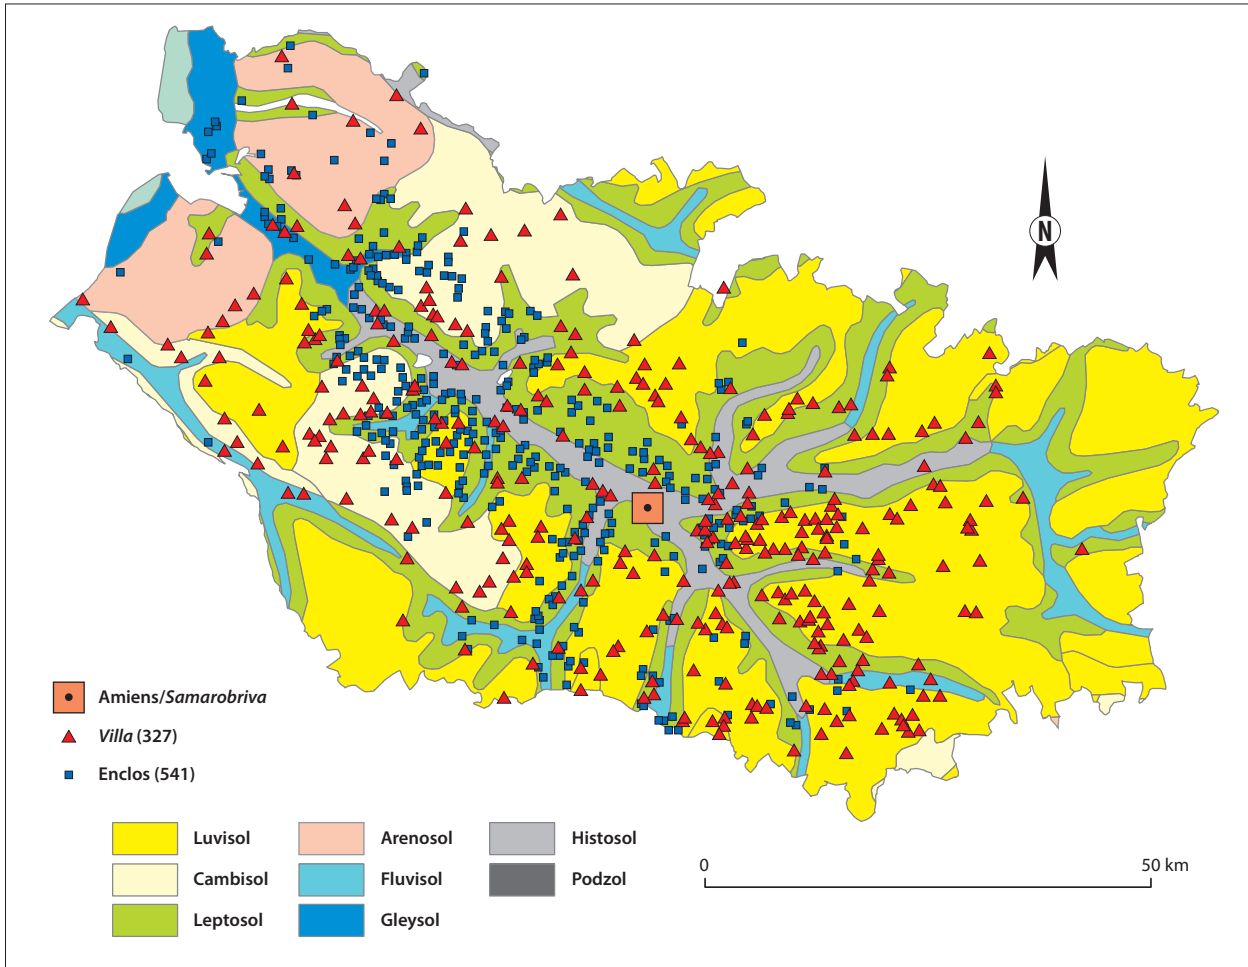 N
Amiens/Samarobriva
Villa (327)
Enclos (541)
Luvisol
Arenosol
Histosol
Cambisol
Fluvisol
Podzol
Leptosol
Gleysol
0
50 km